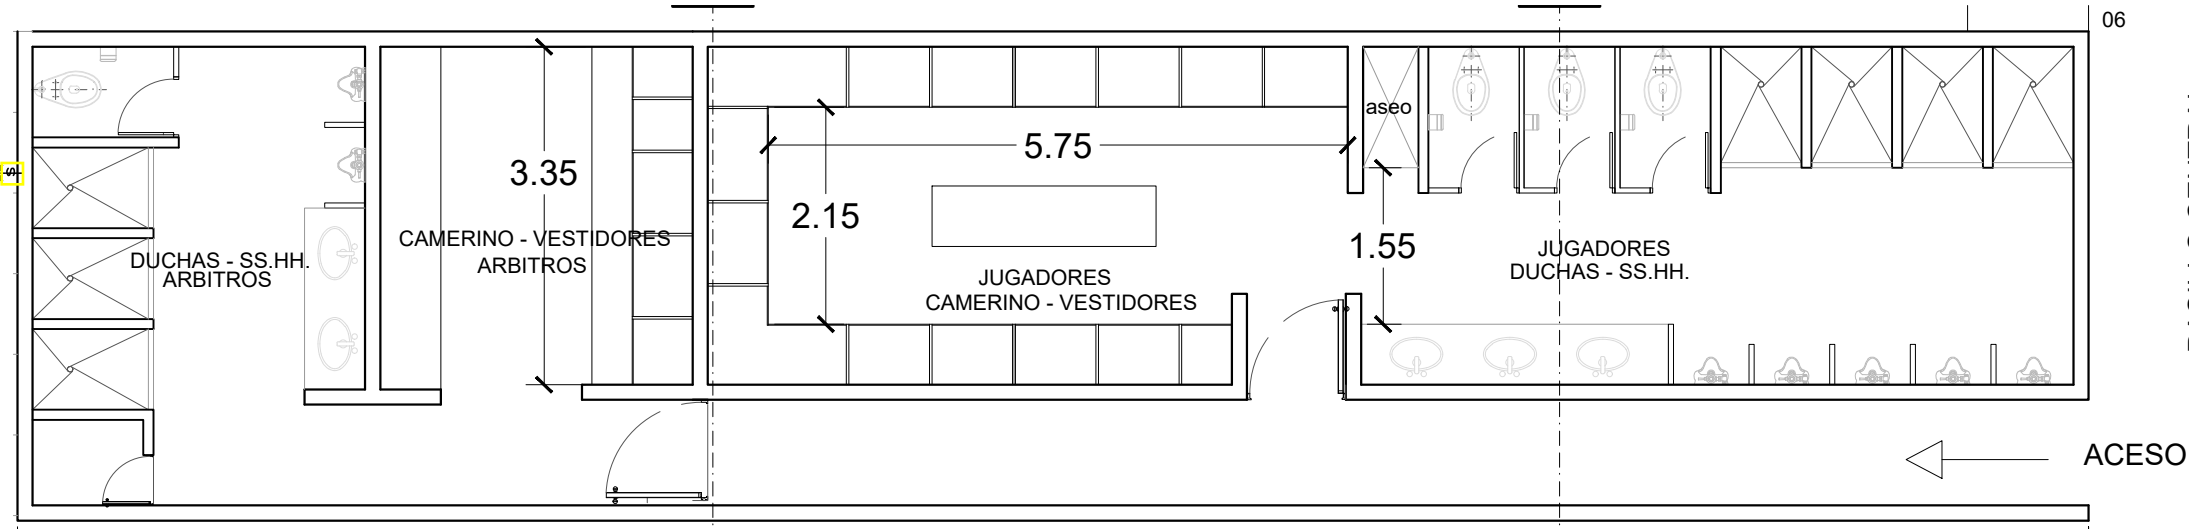 06
aseo
5.75
3.35
2.15
CAMERINO - VESTIDORES
ARBITROS
1.55
JUGADORES
DUCHAS - SS.HH.
DUCHAS - SS.HH.
ARBITROS
JUGADORES
CAMERINO - VESTIDORES
ACESO
S